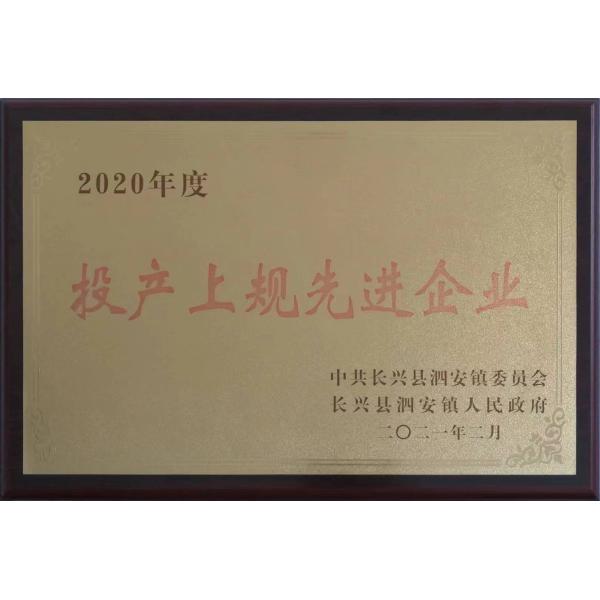 2020年度
投产上规先进企业
中共长兴县泗安镇委员会
长兴县泗安镇人民政府
二〇二一年二月